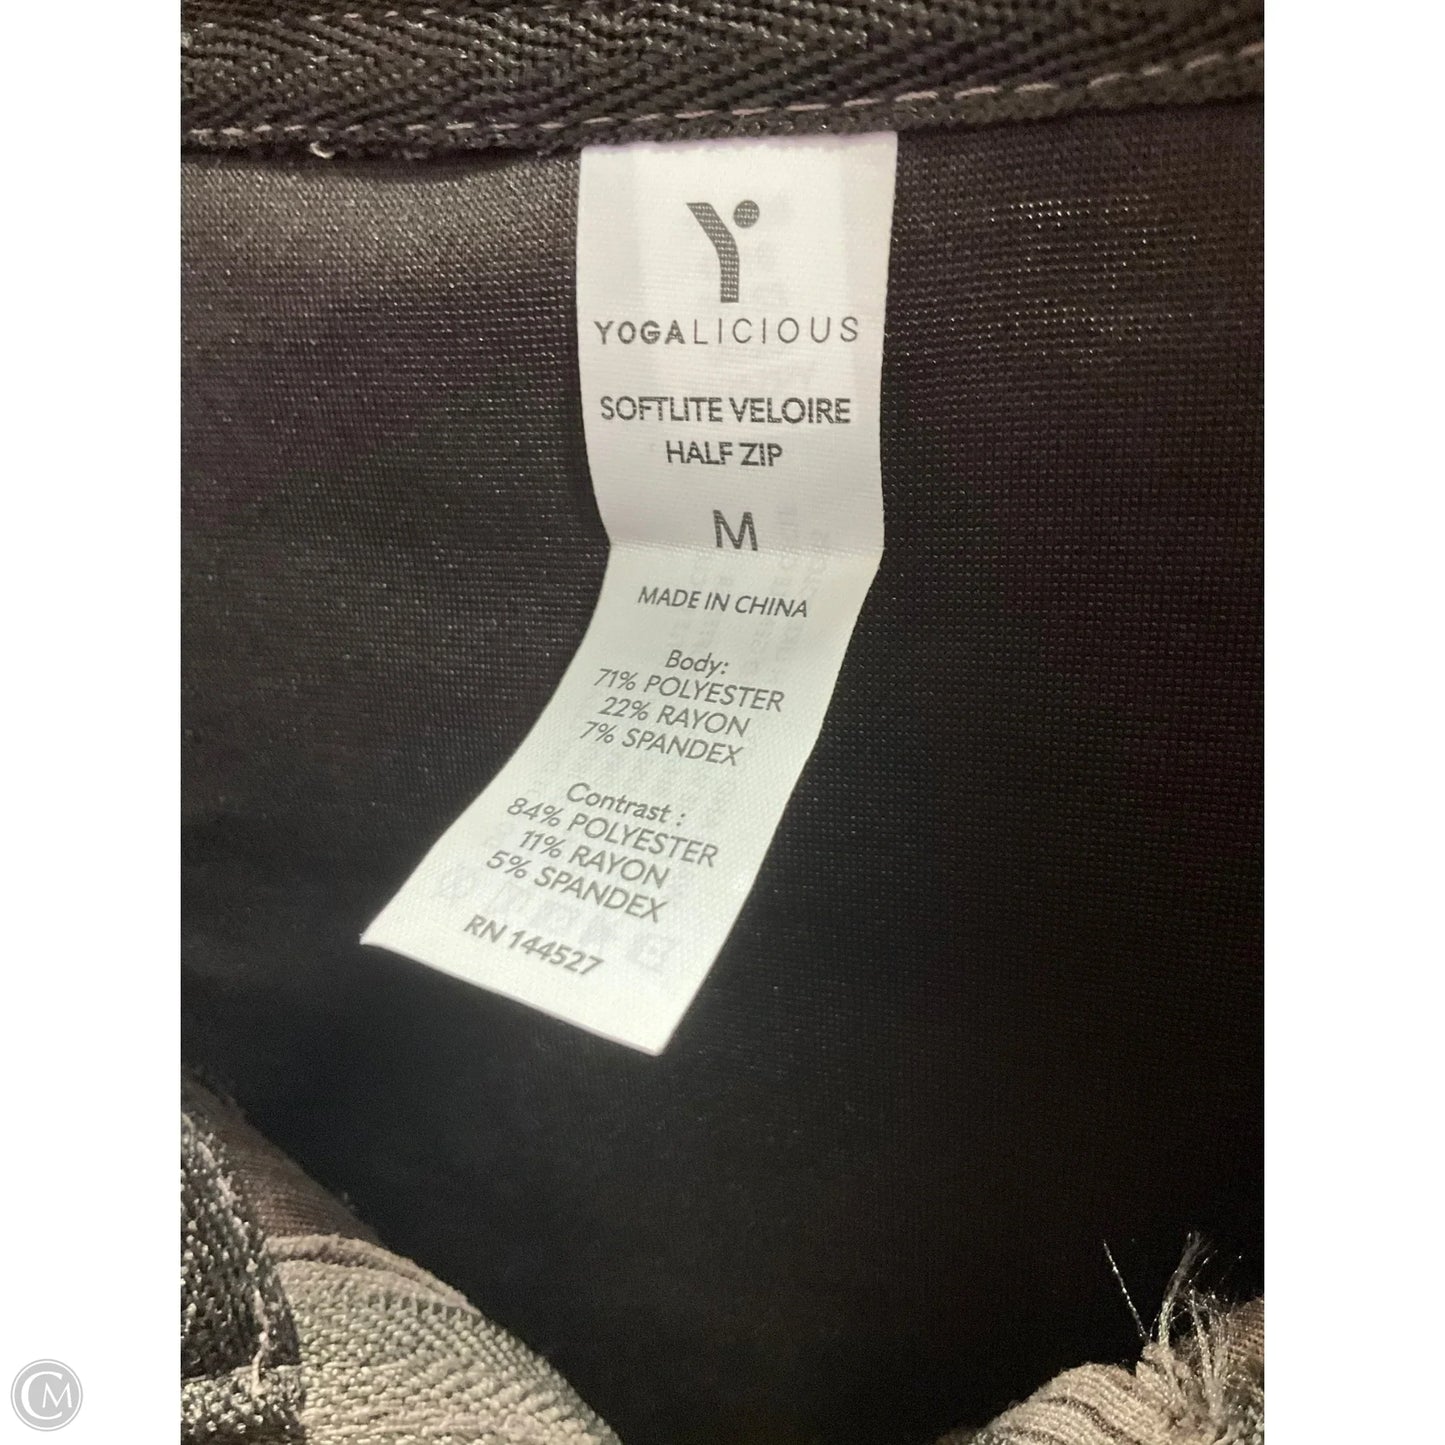 YOGALICIOUS
SOFTLITE VELOIRE
HALF ZIP
M
MADE IN CHINA
Body:
71% POLYESTER
22% RAYON
7% SPANDEX
Contrast :
84% POLYESTER
11% RAYON
5% SPANDEX
RN 144527
CM